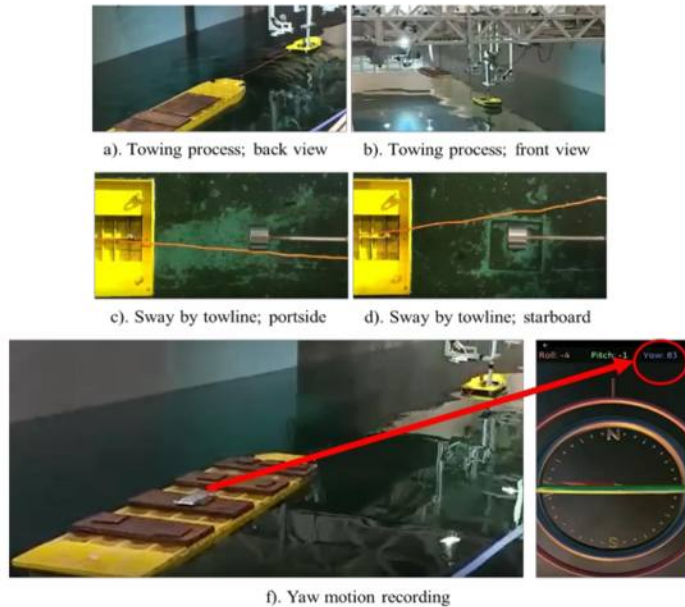 a). Towing process; back view
b). Towing process; front view
c). Sway by towline; portside
d). Sway by towline; starboard
Roll: -4 Pitch: -1 Yaw: 83
N
S
f). Yaw motion recording